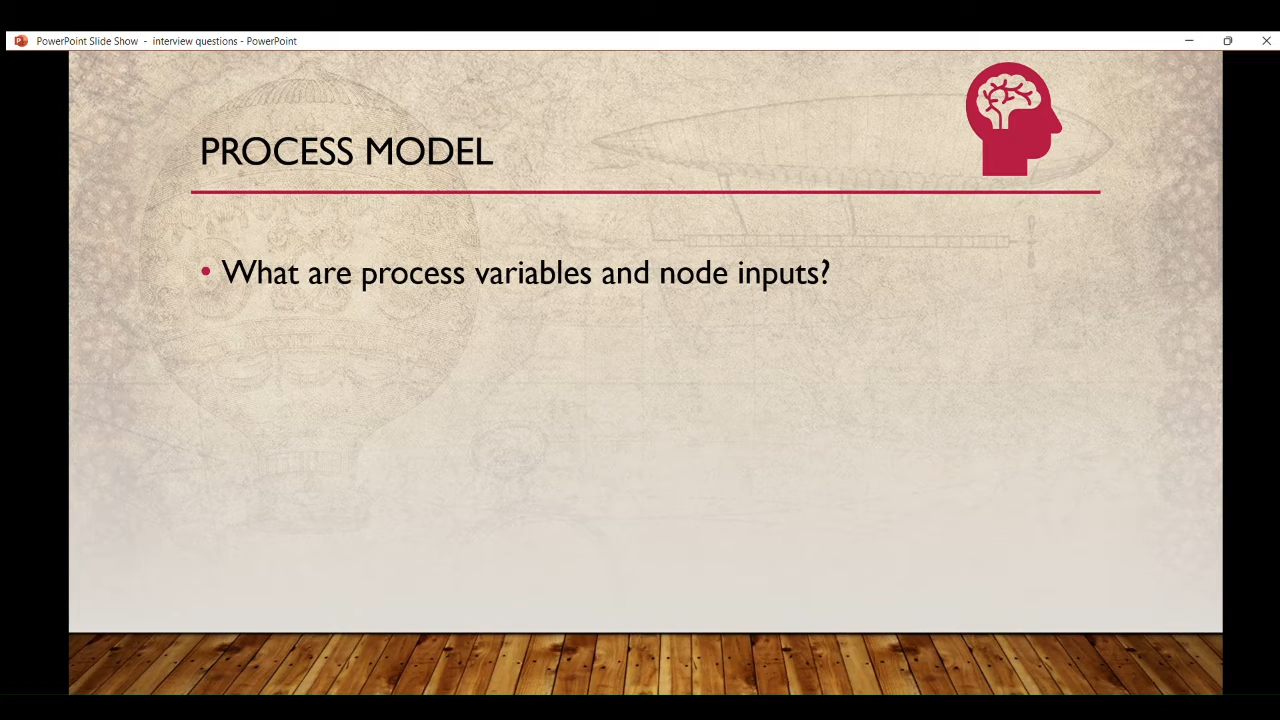 PowerPoint Slide Show - interview questions - PowerPoint
PROCESS MODEL
• What are process variables and node inputs?